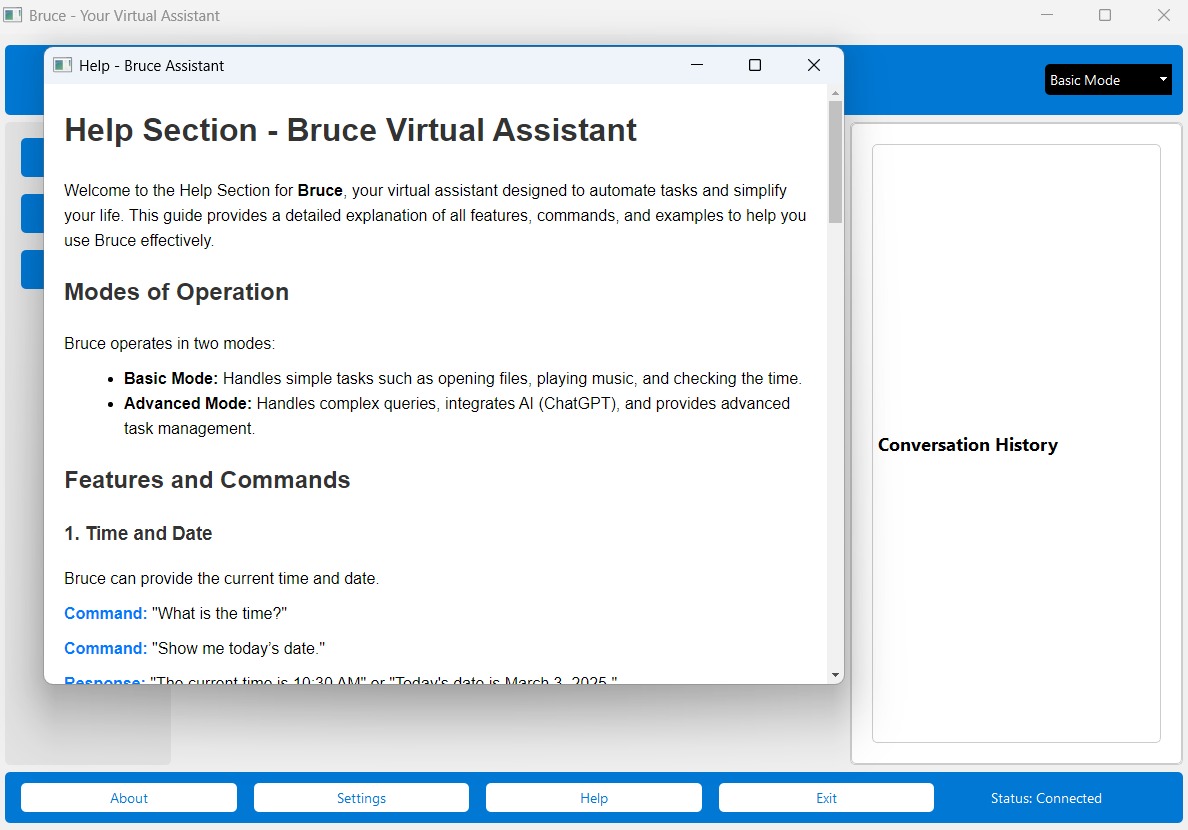 Bruce - Your Virtual Assistant
Help - Bruce Assistant
Basic Mode
Help Section - Bruce Virtual Assistant
Welcome to the Help Section for Bruce, your virtual assistant designed to automate tasks and simplify
your life. This guide provides a detailed explanation of all features, commands, and examples to help you
use Bruce effectively.
Modes of Operation
Bruce operates in two modes:
• Basic Mode: Handles simple tasks such as opening files, playing music, and checking the time.
• Advanced Mode: Handles complex queries, integrates AI (ChatGPT), and provides advanced
task management.
Features and Commands
1. Time and Date
Bruce can provide the current time and date.
Command: "What is the time?"
Command: "Show me today’s date."
Response: "The current time is 10:30 AM" or "Today's date is March 3, 2025."
Conversation History
About
Settings
Help
Exit
Status: Connected